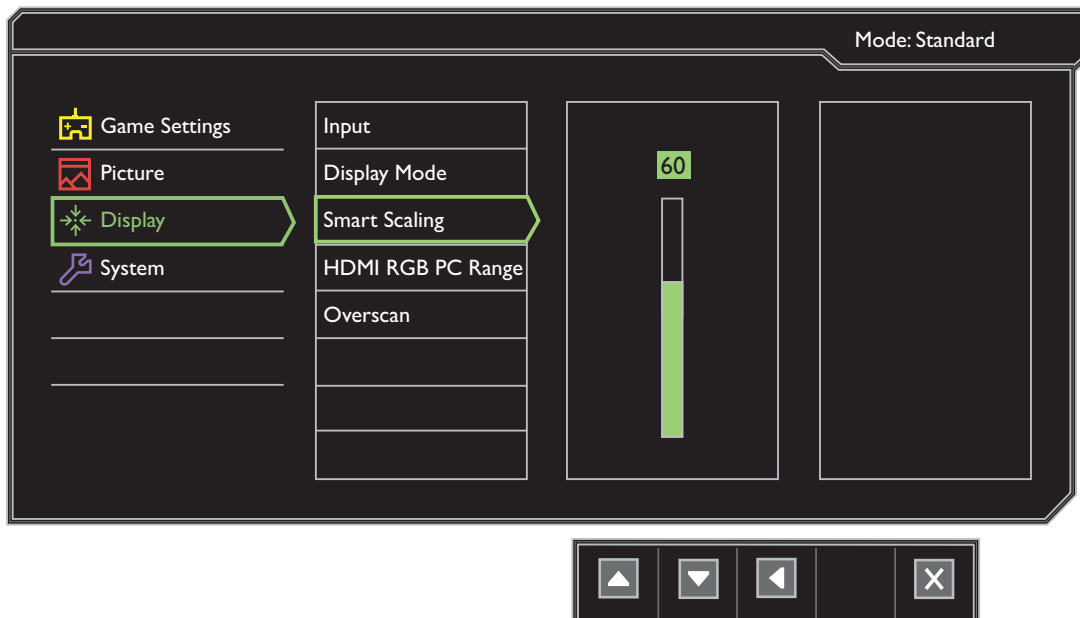 Mode: Standard
Game Settings
Picture
Display
System
Input
Display Mode
Smart Scaling
HDMI RGB PC Range
Overscan
60
X